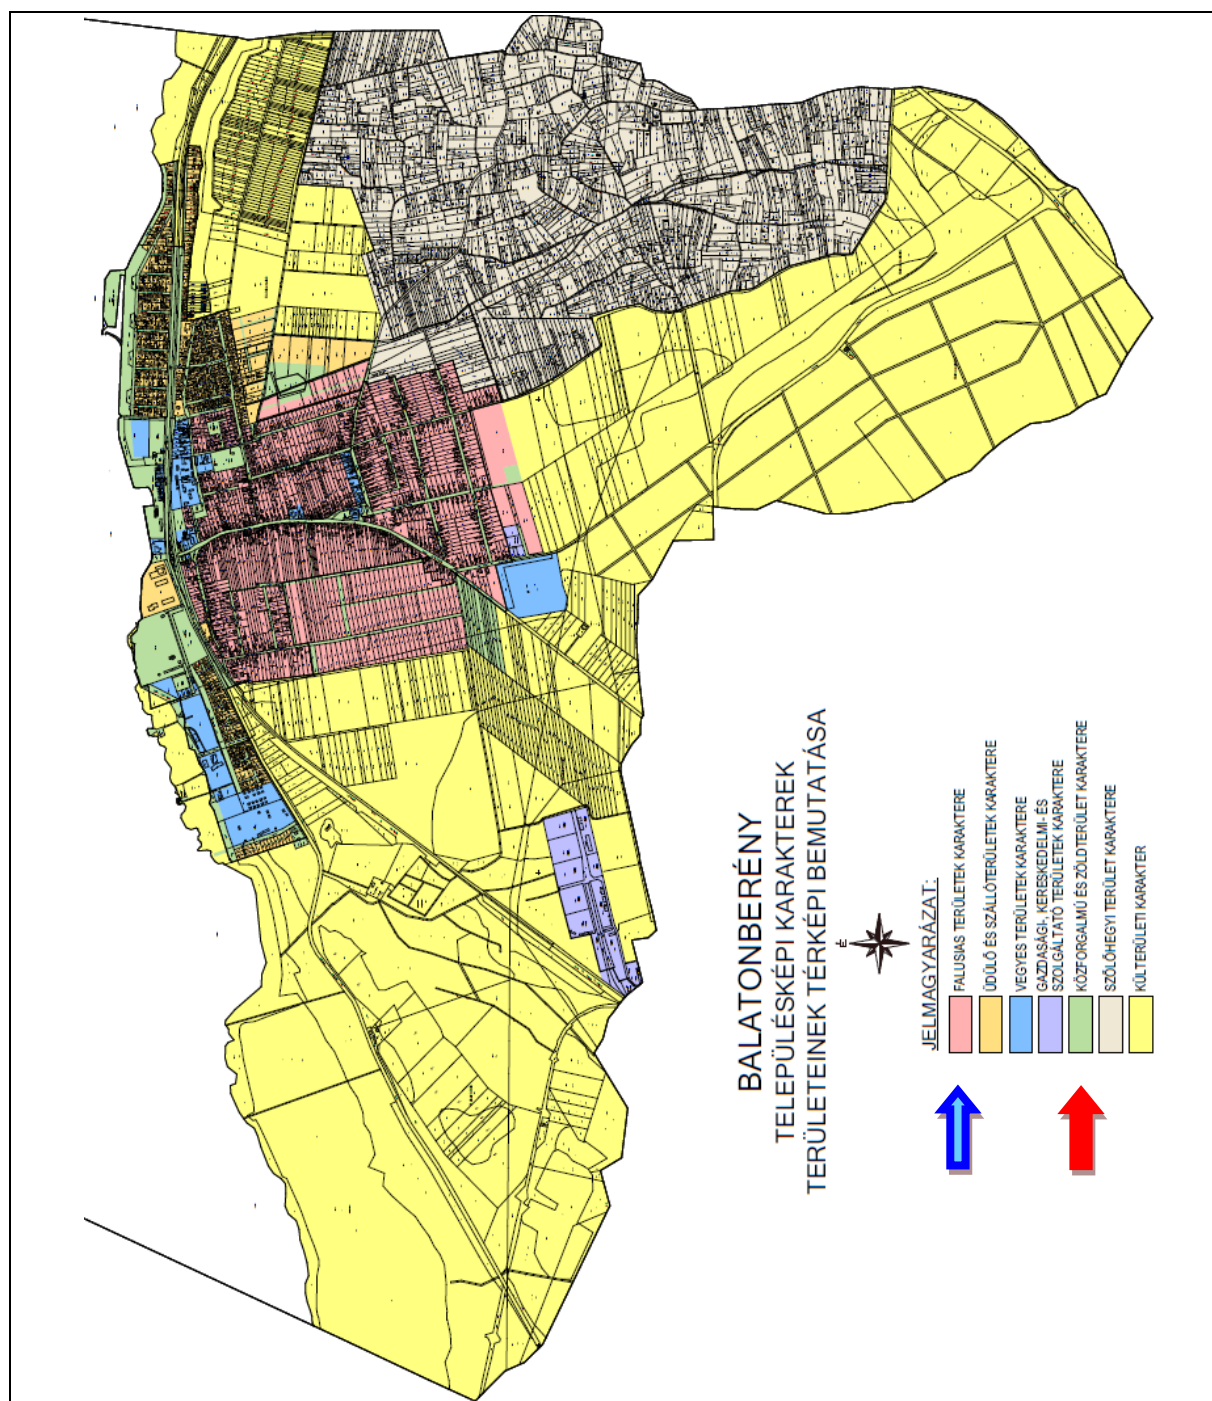 BALATONBERÉNY
TELEPÜLÉSKÉPI KARAKTEREK
TERÜLETEINEK TÉRKÉPI BEMUTATÁSA
É
JELMAGYARÁZAT:
FALUSIAS TERÜLETEK KARAKTERE
ÜDÜLŐ ÉS SZÁLLÓTERÜLETEK KARAKTERE
VEGYES TERÜLETEK KARAKTERE
GAZDASÁGI-, KERESKEDELMI- ÉS
SZOLGÁLTATÓ TERÜLETEK KARAKTERE
KÖZFORGALMÚ ÉS ZÖLDTERÜLET KARAKTERE
SZŐLŐHEGYI TERÜLET KARAKTERE
KÜLTERÜLETI KARAKTER